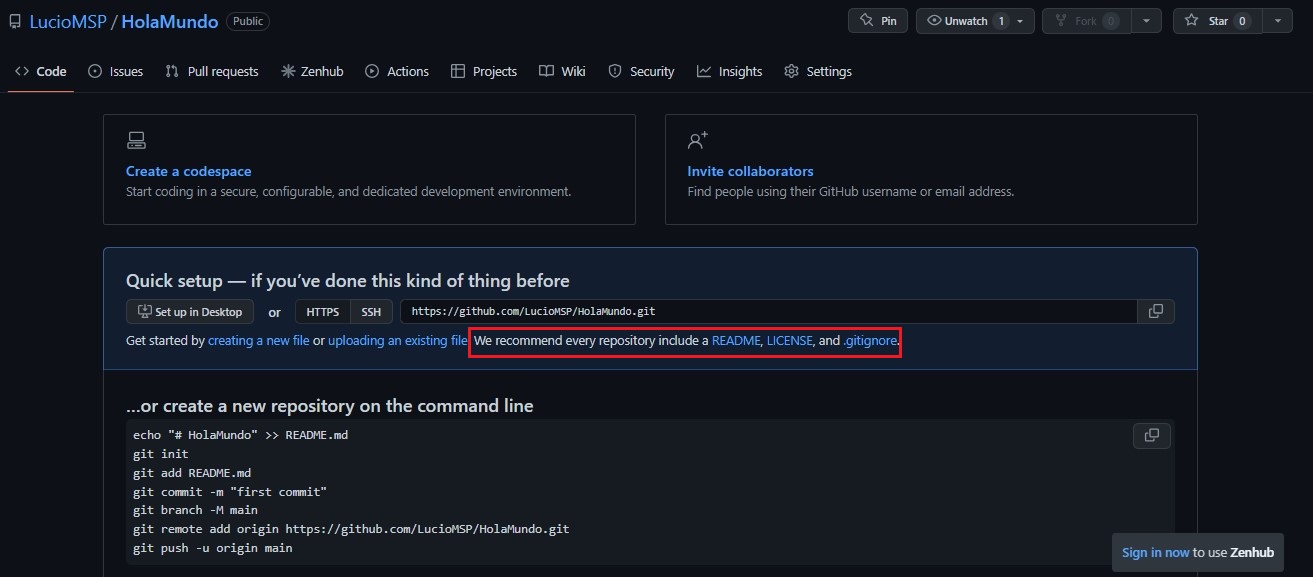 LucioMSP / HolaMundo Public Pin Unwatch 1 Fork 0 Star 0
Code Issues Pull requests Zenhub Actions Projects Wiki Security Insights Settings
Create a codespace
Start coding in a secure, configurable, and dedicated development environment.
Invite collaborators
Find people using their GitHub username or email address.
Quick setup — if you’ve done this kind of thing before
Set up in Desktop or HTTPS SSH https://github.com/LucioMSP/HolaMundo.git
Get started by creating a new file or uploading an existing file. We recommend every repository include a README, LICENSE, and .gitignore.
…or create a new repository on the command line
echo "# HolaMundo" >> README.md
git init
git add README.md
git commit -m "first commit"
git branch -M main
git remote add origin https://github.com/LucioMSP/HolaMundo.git
git push -u origin main
Sign in now to use Zenhub